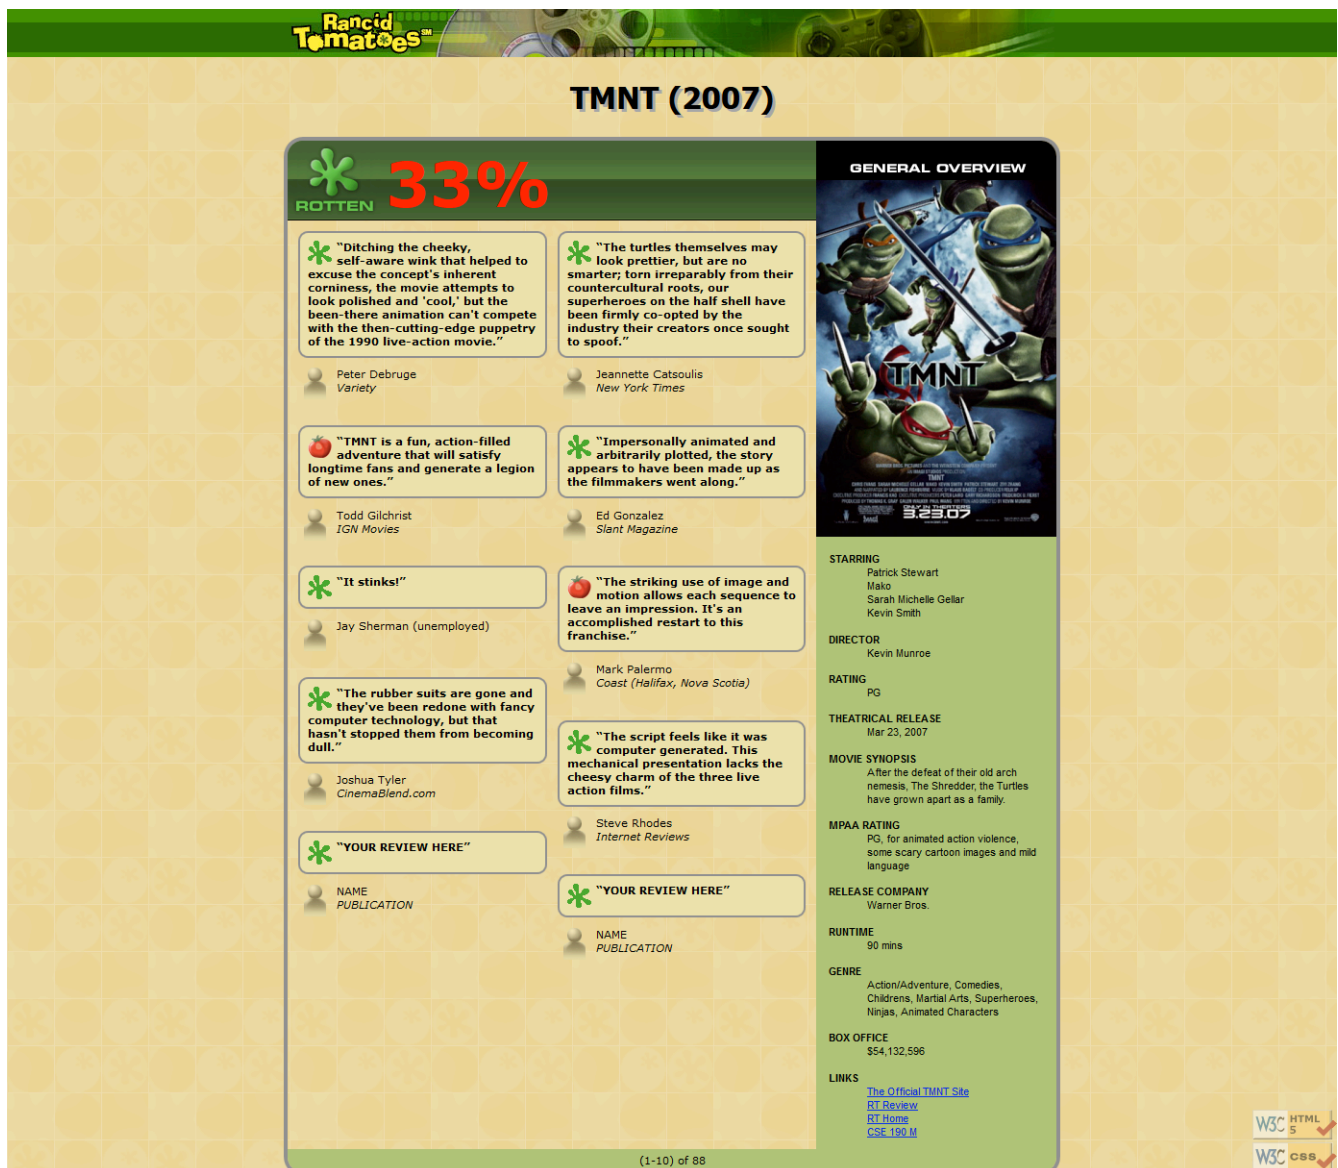 Rancid
TomatoesSM
TMNT (2007)
ROTTEN
33%
“Ditching the cheeky,
self-aware wink that helped to
excuse the concept's inherent
corniness, the movie attempts to
look polished and 'cool,' but the
been-there animation can't compete
with the then-cutting-edge puppetry
of the 1990 live-action movie.”
Peter Debruge
Variety
“TMNT is a fun, action-filled
adventure that will satisfy
longtime fans and generate a legion
of new ones.”
Todd Gilchrist
IGN Movies
“It stinks!”
Jay Sherman (unemployed)
“The rubber suits are gone and
they've been redone with fancy
computer technology, but that
hasn't stopped them from becoming
dull.”
Joshua Tyler
CinemaBlend.com
“YOUR REVIEW HERE”
NAME
PUBLICATION
“The turtles themselves may
look prettier, but are no
smarter; torn irreparably from their
countercultural roots, our
superheroes on the half shell have
been firmly co-opted by the
industry their creators once sought
to spoof.”
Jeannette Catsoulis
New York Times
“Impersonally animated and
arbitrarily plotted, the story
appears to have been made up as
the filmmakers went along.”
Ed Gonzalez
Slant Magazine
“The striking use of image and
motion allows each sequence to
leave an impression. It's an
accomplished restart to this
franchise.”
Mark Palermo
Coast (Halifax, Nova Scotia)
“The script feels like it was
computer generated. This
mechanical presentation lacks the
cheesy charm of the three live
action films.”
Steve Rhodes
Internet Reviews
“YOUR REVIEW HERE”
NAME
PUBLICATION
GENERAL OVERVIEW
TMNT
TMNT
ONLY IN THEATERS
3.23.07
STARRING
Patrick Stewart
Mako
Sarah Michelle Gellar
Kevin Smith
DIRECTOR
Kevin Munroe
RATING
PG
THEATRICAL RELEASE
Mar 23, 2007
MOVIE SYNOPSIS
After the defeat of their old arch
nemesis, The Shredder, the Turtles
have grown apart as a family.
MPAA RATING
PG, for animated action violence,
some scary cartoon images and mild
language
RELEASE COMPANY
Warner Bros.
RUNTIME
90 mins
GENRE
Action/Adventure, Comedies,
Childrens, Martial Arts, Superheroes,
Ninjas, Animated Characters
BOX OFFICE
$54,132,596
LINKS
The Official TMNT Site
RT Review
RT Home
CSE 190 M
(1-10) of 88
W3C HTML 5
W3C css